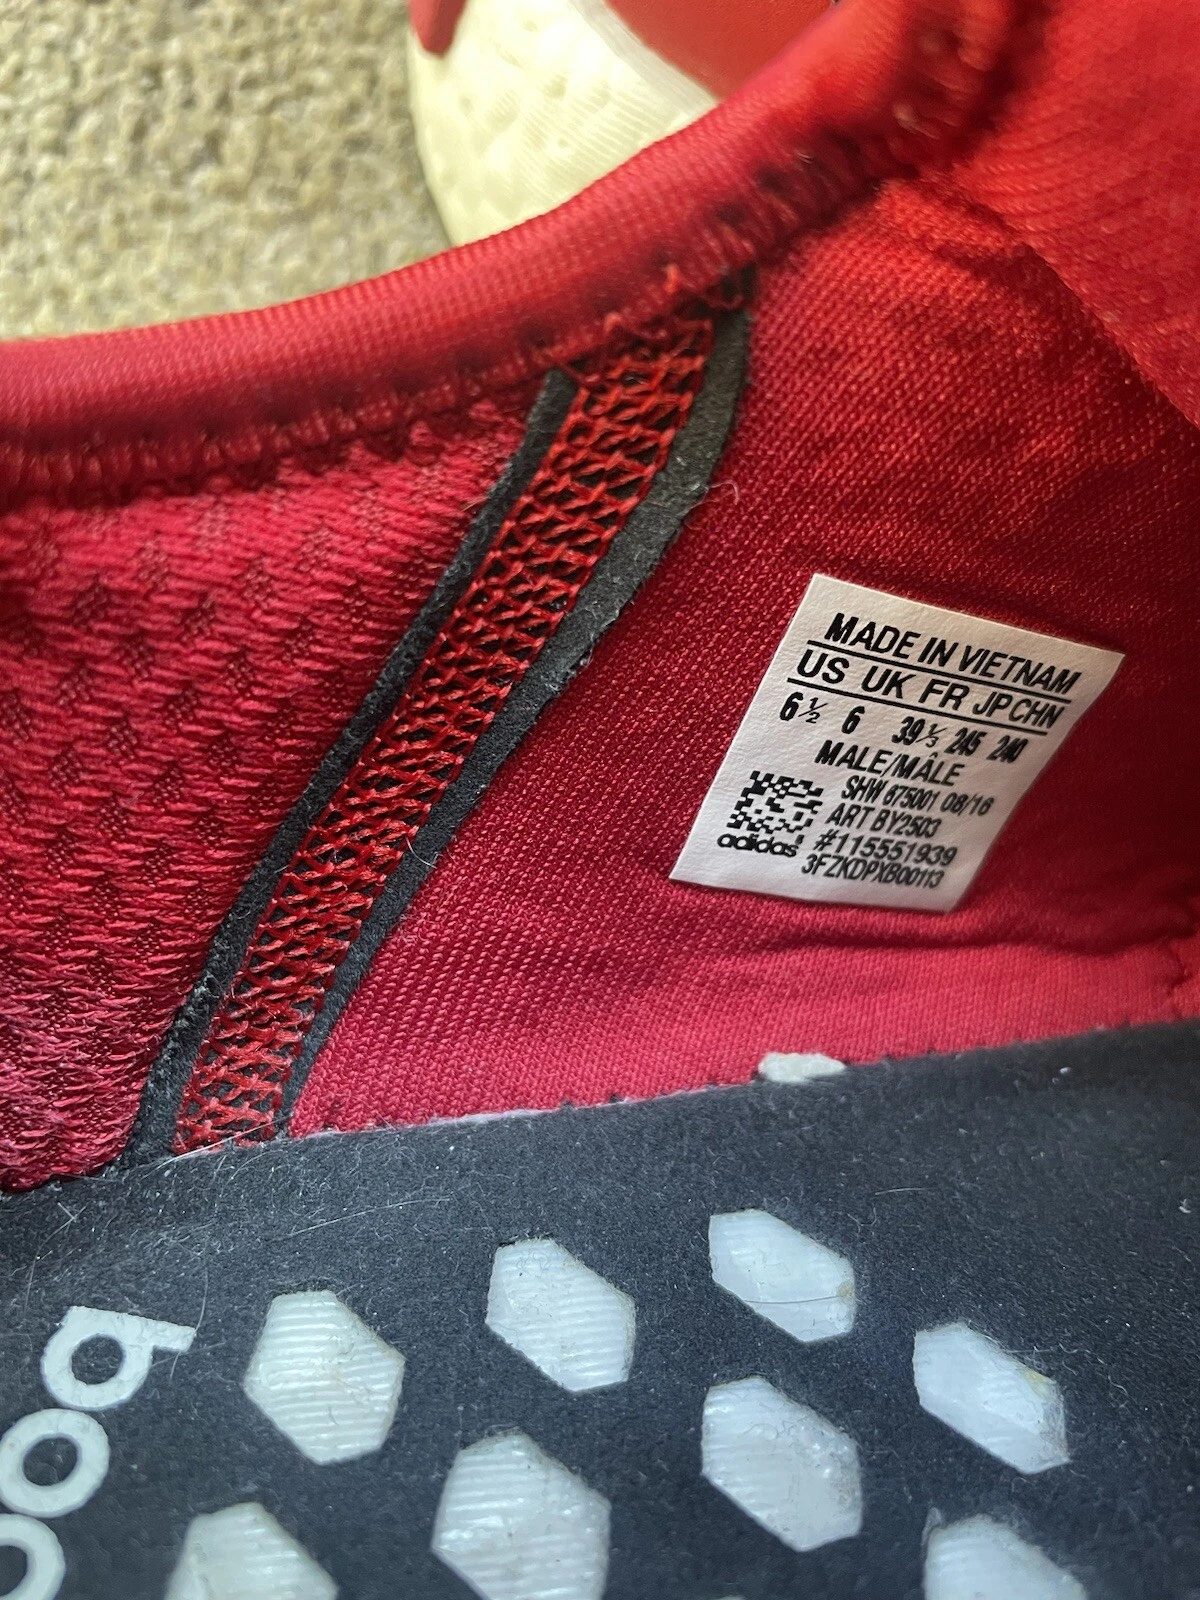 MADE IN VIETNAM
US UK FR JP CHN
6½ 6 39⅓ 245 240
MALE/MÂLE
SHW 675001 08/16
ART BY2503
#115551939
adidas
3FZKDPXB00113
boo